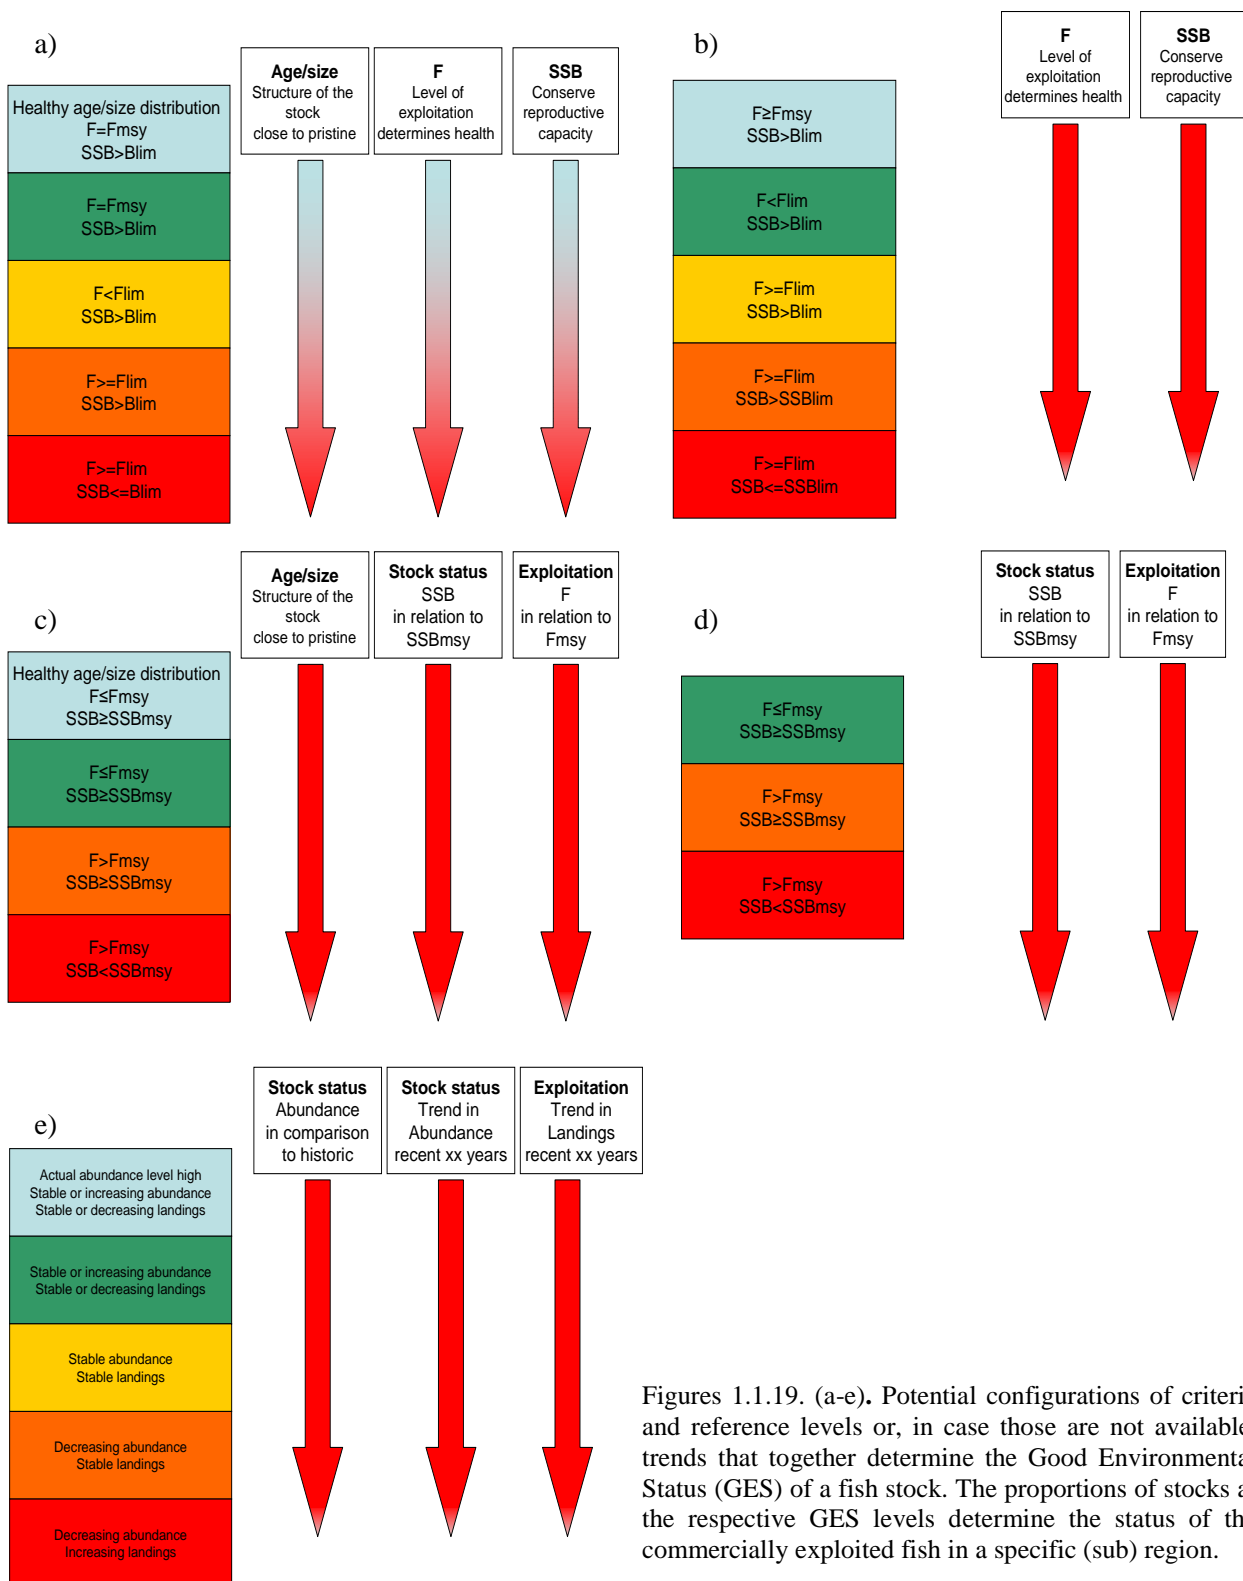 a)
Age/size
Structure of the
stock
close to pristine
F
Level of
exploitation
determines health
SSB
Conserve
reproductive
capacity
Healthy age/size distribution
F=Fmsy
SSB>Blim
F=Fmsy
SSB>Blim
F<Flim
SSB>Blim
F>=Flim
SSB>Blim
F>=Flim
SSB<=Blim
b)
F
Level of
exploitation
determines health
SSB
Conserve
reproductive
capacity
F≥Fmsy
SSB>Blim
F<Flim
SSB>Blim
F>=Flim
SSB>Blim
F>=Flim
SSB>SSBlim
F>=Flim
SSB<=SSBlim
c)
Age/size
Structure of the
stock
close to pristine
Stock status
SSB
in relation to
SSBmsy
Exploitation
F
in relation to
Fmsy
Healthy age/size distribution
F≤Fmsy
SSB≥SSBmsy
F≤Fmsy
SSB≥SSBmsy
F>Fmsy
SSB≥SSBmsy
F>Fmsy
SSB<SSBmsy
d)
Stock status
SSB
in relation to
SSBmsy
Exploitation
F
in relation to
Fmsy
F≤Fmsy
SSB≥SSBmsy
F>Fmsy
SSB≥SSBmsy
F>Fmsy
SSB<SSBmsy
e)
Stock status
Abundance
in comparison
to historic
Stock status
Trend in
Abundance
recent xx years
Exploitation
Trend in
Landings
recent xx years
Actual abundance level high
Stable or increasing abundance
Stable or decreasing landings
Stable or increasing abundance
Stable or decreasing landings
Stable abundance
Stable landings
Decreasing abundance
Stable landings
Decreasing abundance
Increasing landings
Figures 1.1.19. (a-e). Potential configurations of criteri
and reference levels or, in case those are not available
trends that together determine the Good Environmenta
Status (GES) of a fish stock. The proportions of stocks a
the respective GES levels determine the status of th
commercially exploited fish in a specific (sub) region.